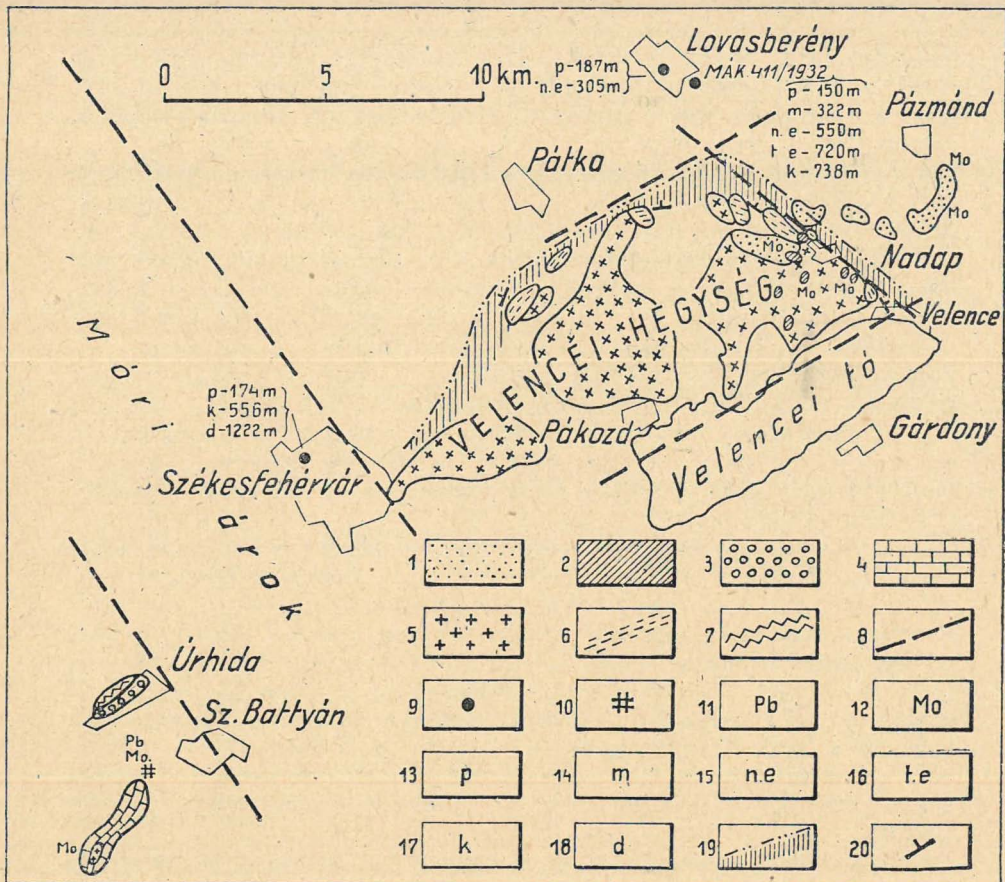 0 5 10 km.
Lovasberény
p-187m
n.e-305m
MÁK 411/1932
p-150m
m-322m
n.e-550m
t e-720m
k-738m
Pázmánd
Mo
Mo
Pátka
Nadap
Mo
Mo
Mo
VELENCEI HEGYSÉG
Velence
Velencei tó
Pákozd
Gárdony
Móri árok
p-174m
k-556m
d-1222m
Székesfehérvár
Úrhida
Sz. Battyán
Pb
Mo.
Mo
1 2 3 4
5 6 7 8
9 10 11 Pb 12 Mo
13 p 14 m 15 n.e 16 t.e
17 k 18 d 19 20